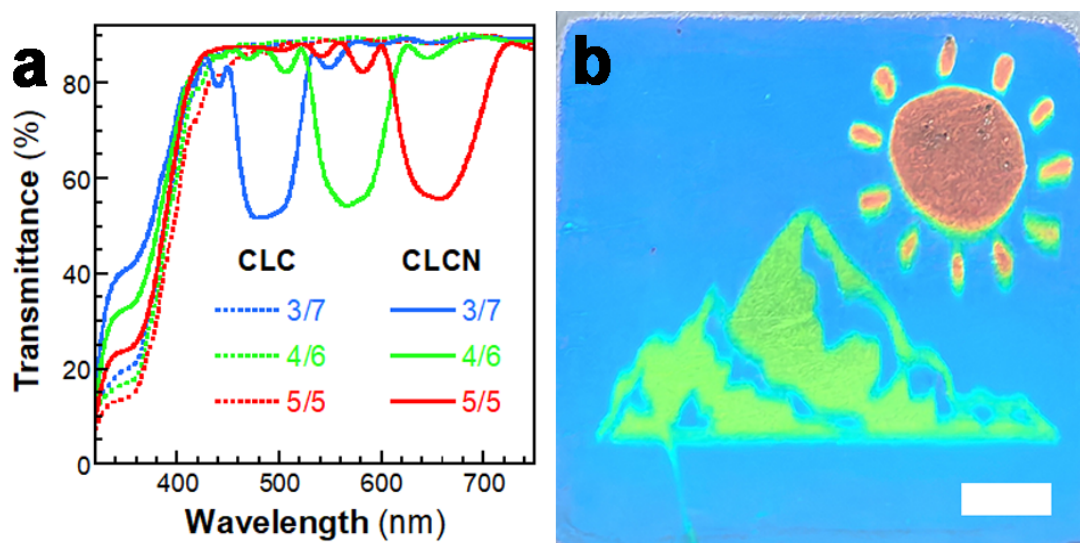 a
Transmittance (%)
80
60
40
20
0
CLC CLCN
3/7 3/7
4/6 4/6
5/5 5/5
400 500 600 700
Wavelength (nm)
b